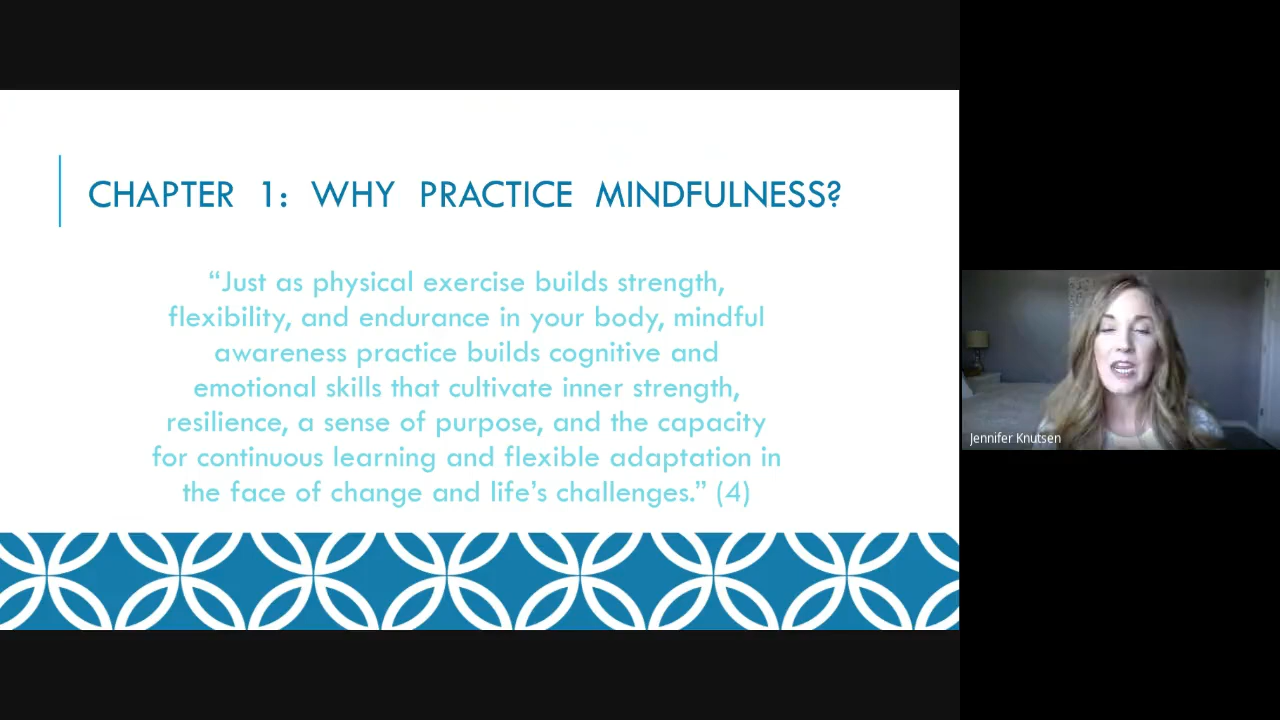 CHAPTER 1: WHY PRACTICE MINDFULNESS?
“Just as physical exercise builds strength,
flexibility, and endurance in your body, mindful
awareness practice builds cognitive and
emotional skills that cultivate inner strength,
resilience, a sense of purpose, and the capacity
for continuous learning and flexible adaptation in
the face of change and life’s challenges.” (4)
Jennifer Knutsen